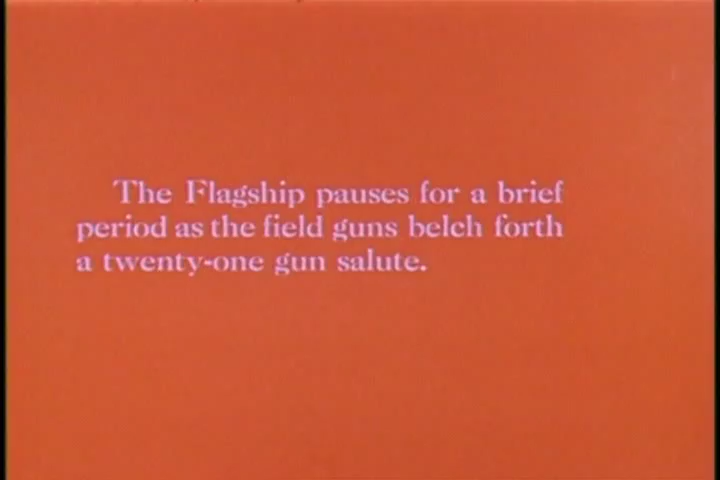 The Flagship pauses for a brief
period as the field guns belch forth
a twenty-one gun salute.